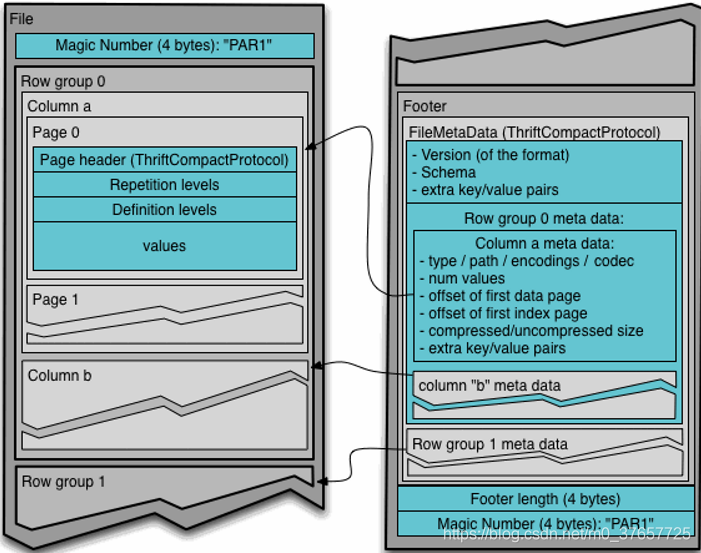 File
Magic Number (4 bytes): "PAR1"
Row group 0
Column a
Page 0
Page header (ThriftCompactProtocol)
Repetition levels
Definition levels
values
Page 1
Column b
Row group 1
Footer
FileMetaData (ThriftCompactProtocol)
- Version (of the format)
- Schema
- extra key/value pairs
Row group 0 meta data:
Column a meta data:
- type / path / encodings / codec
- num values
- offset of first data page
- offset of first index page
- compressed/uncompressed size
- extra key/value pairs
column "b" meta data
Row group 1 meta data
Footer length (4 bytes)
Magic Number (4 bytes): "PAR1"
https://blog.csdn.net/m0_37657725